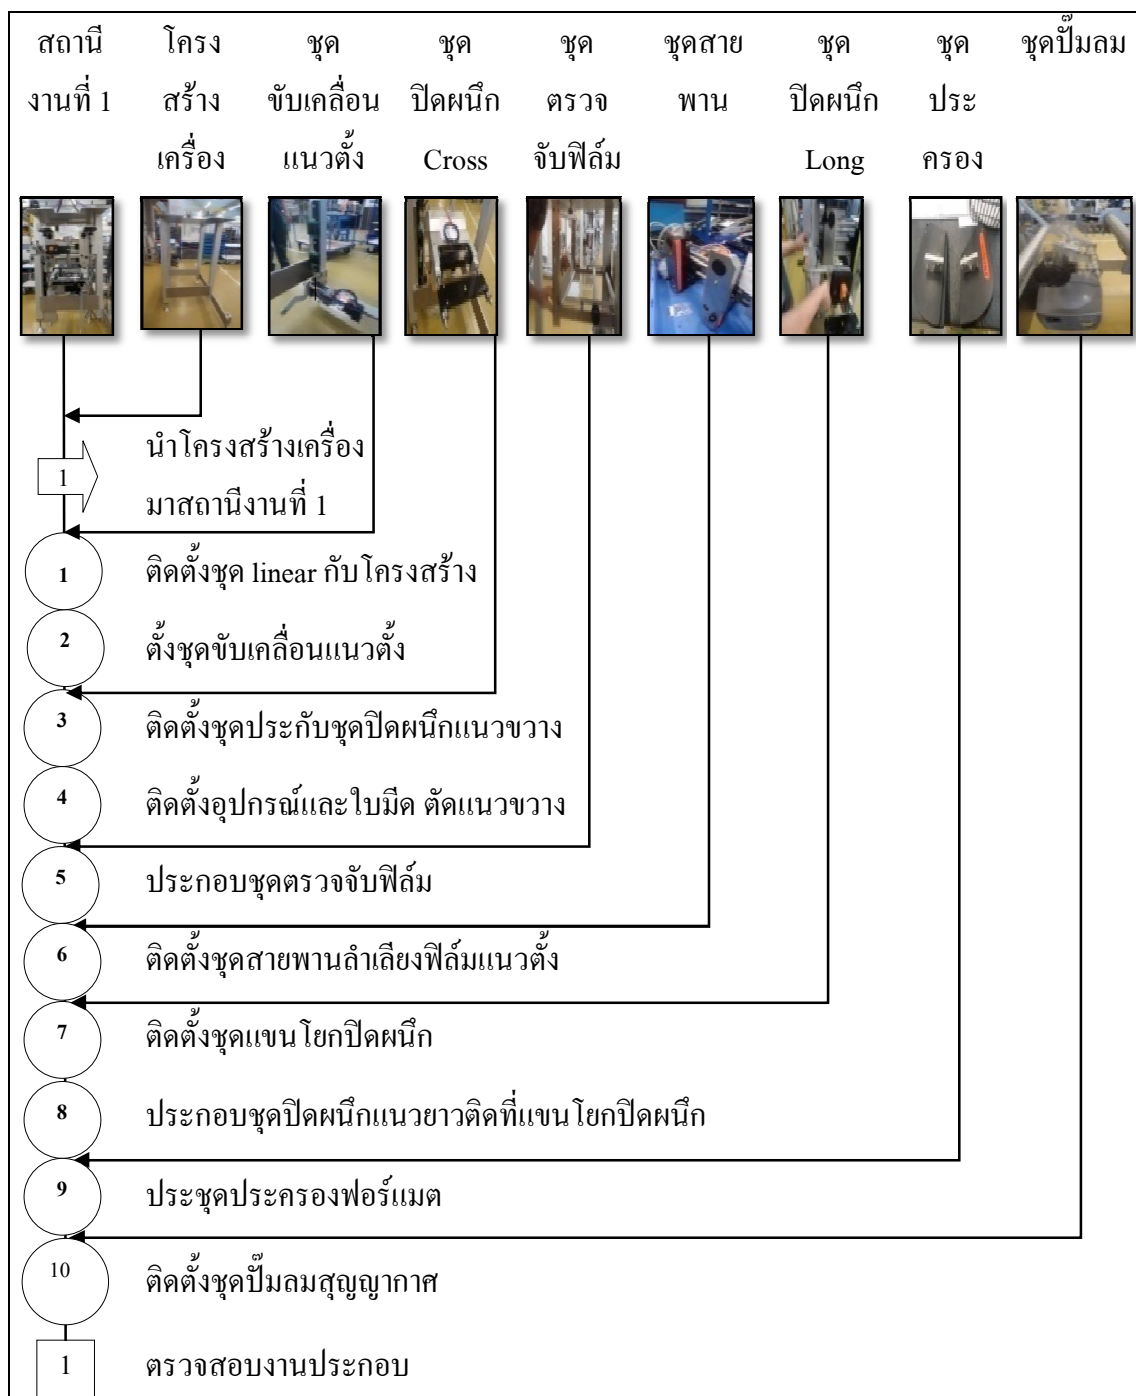 สถานี โครง ชุด ชุด ชุด ชุดสาย ชุด ชุด ชุดปั๊มลม
งานที่ 1 สร้าง ขับเคลื่อน ปิดผนึก ตรวจ พาน ปิดผนึก ประ
เครื่อง แนวตั้ง Cross จับฟิล์ม Long ครอง
นำโครงสร้างเครื่อง
1
มาสถานีงานที่ 1
1 ติดตั้งชุด linear กับโครงสร้าง
2 ตั้งชุดขับเคลื่อนแนวตั้ง
3 ติดตั้งชุดประกับชุดปิดผนึกแนวขวาง
4 ติดตั้งอุปกรณ์และใบมีด ตัดแนวขวาง
5 ประกอบชุดตรวจจับฟิล์ม
6 ติดตั้งชุดสายพานลำเลียงฟิล์มแนวตั้ง
7 ติดตั้งชุดแขนโยกปิดผนึก
8 ประกอบชุดปิดผนึกแนวยาวติดที่แขนโยกปิดผนึก
9 ประชุดประครองฟอร์แมต
10 ติดตั้งชุดปั๊มลมสุญญากาศ
1 ตรวจสอบงานประกอบ